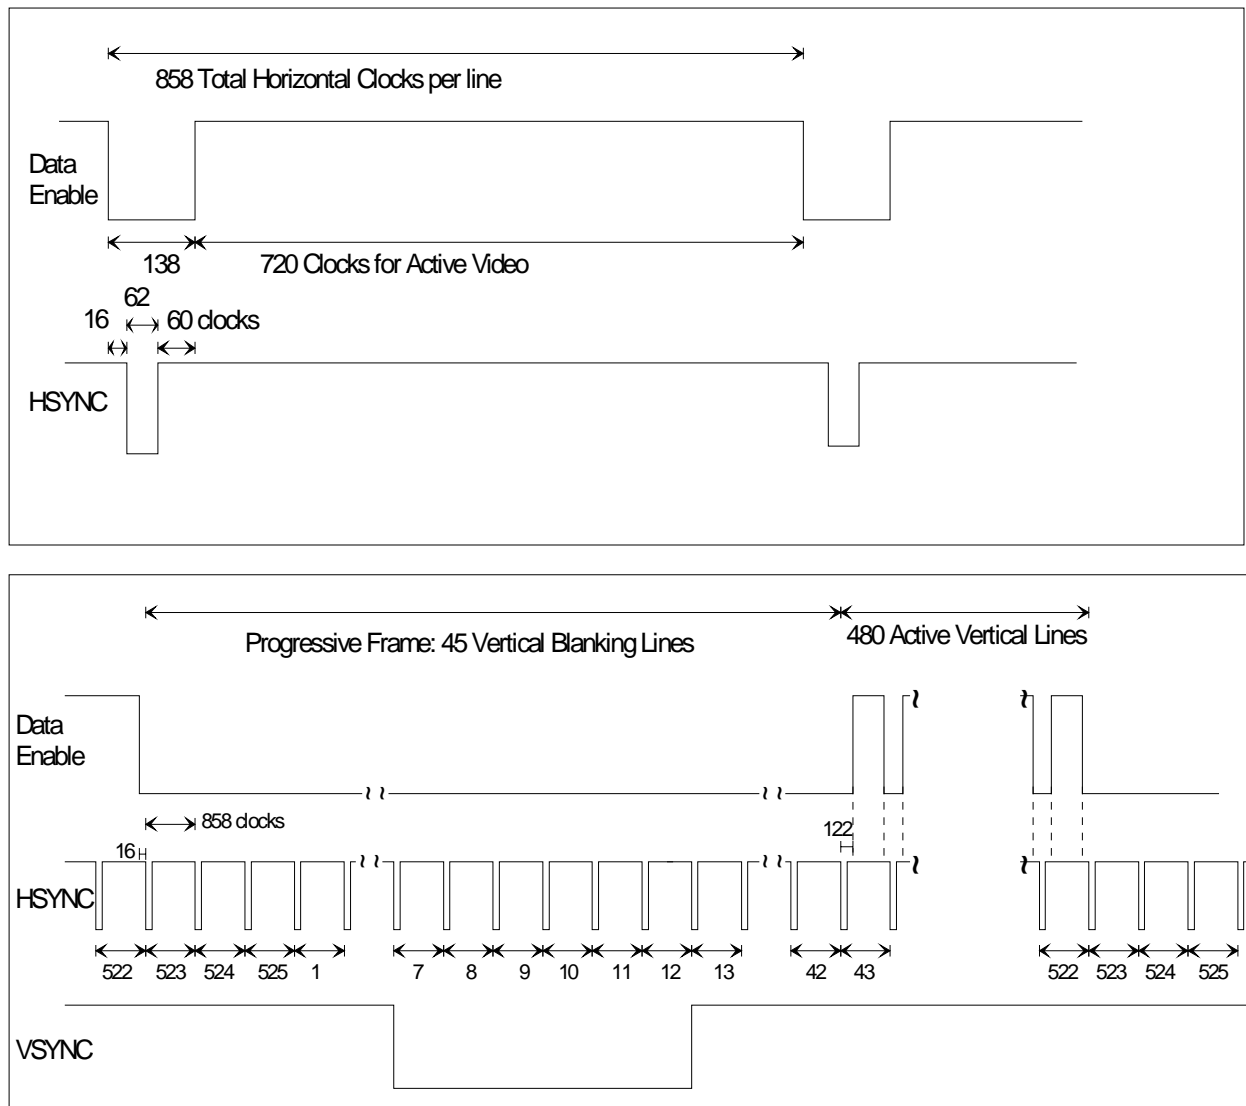 858 Total Horizontal Clocks per line
Data
Enable
138
720 Clocks for Active Video
62
16
60 clocks
HSYNC
Progressive Frame: 45 Vertical Blanking Lines
480 Active Vertical Lines
Data
Enable
858 clocks
122
16
HSYNC
522 523 524 525 1 7 8 9 10 11 12 13 42 43 522 523 524 525
VSYNC